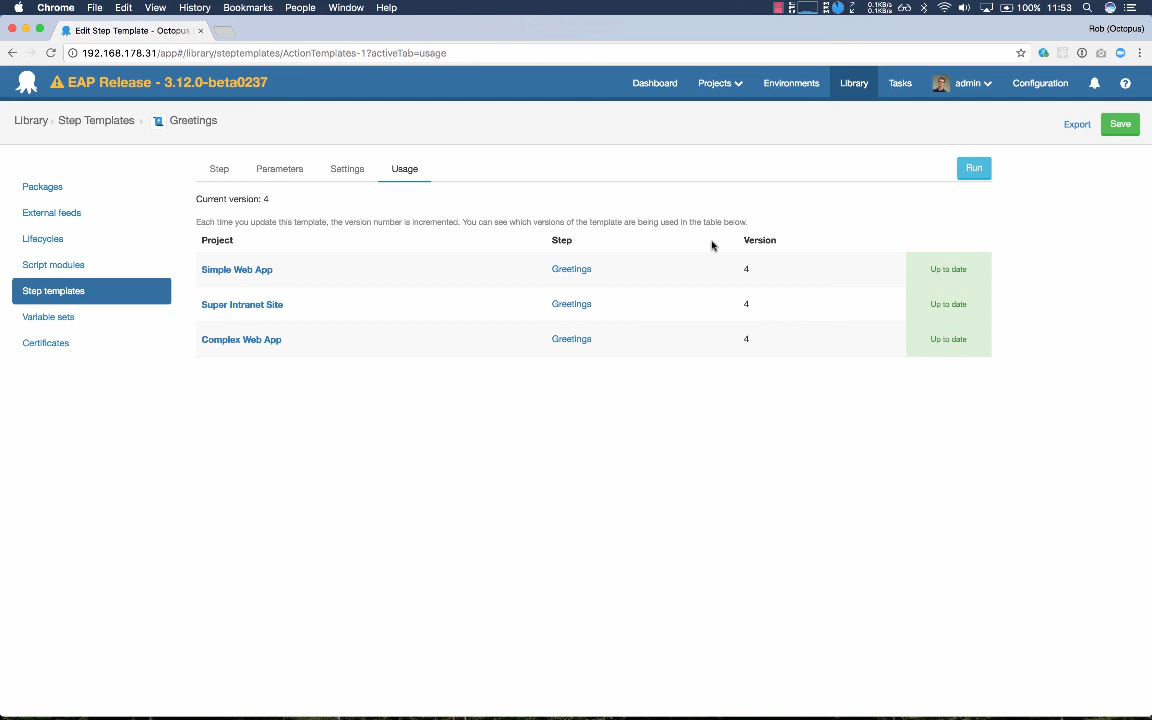 Chrome File Edit View History Bookmarks People Window Help 0.1KB/s 0.1KB/s 100% 11:53
Edit Step Template - Octopus Rob (Octopus)
192.168.178.31/app#/library/steptemplates/ActionTemplates-1?activeTab=usage
EAP Release - 3.12.0-beta0237 Dashboard Projects Environments Library Tasks admin Configuration
Library › Step Templates › Greetings Export Save
Step Parameters Settings Usage Run
Packages
External feeds
Lifecycles
Script modules
Step templates
Variable sets
Certificates
Current version: 4
Each time you update this template, the version number is incremented. You can see which versions of the template are being used in the table below.
Project Step Version
Simple Web App Greetings 4 Up to date
Super Intranet Site Greetings 4 Up to date
Complex Web App Greetings 4 Up to date